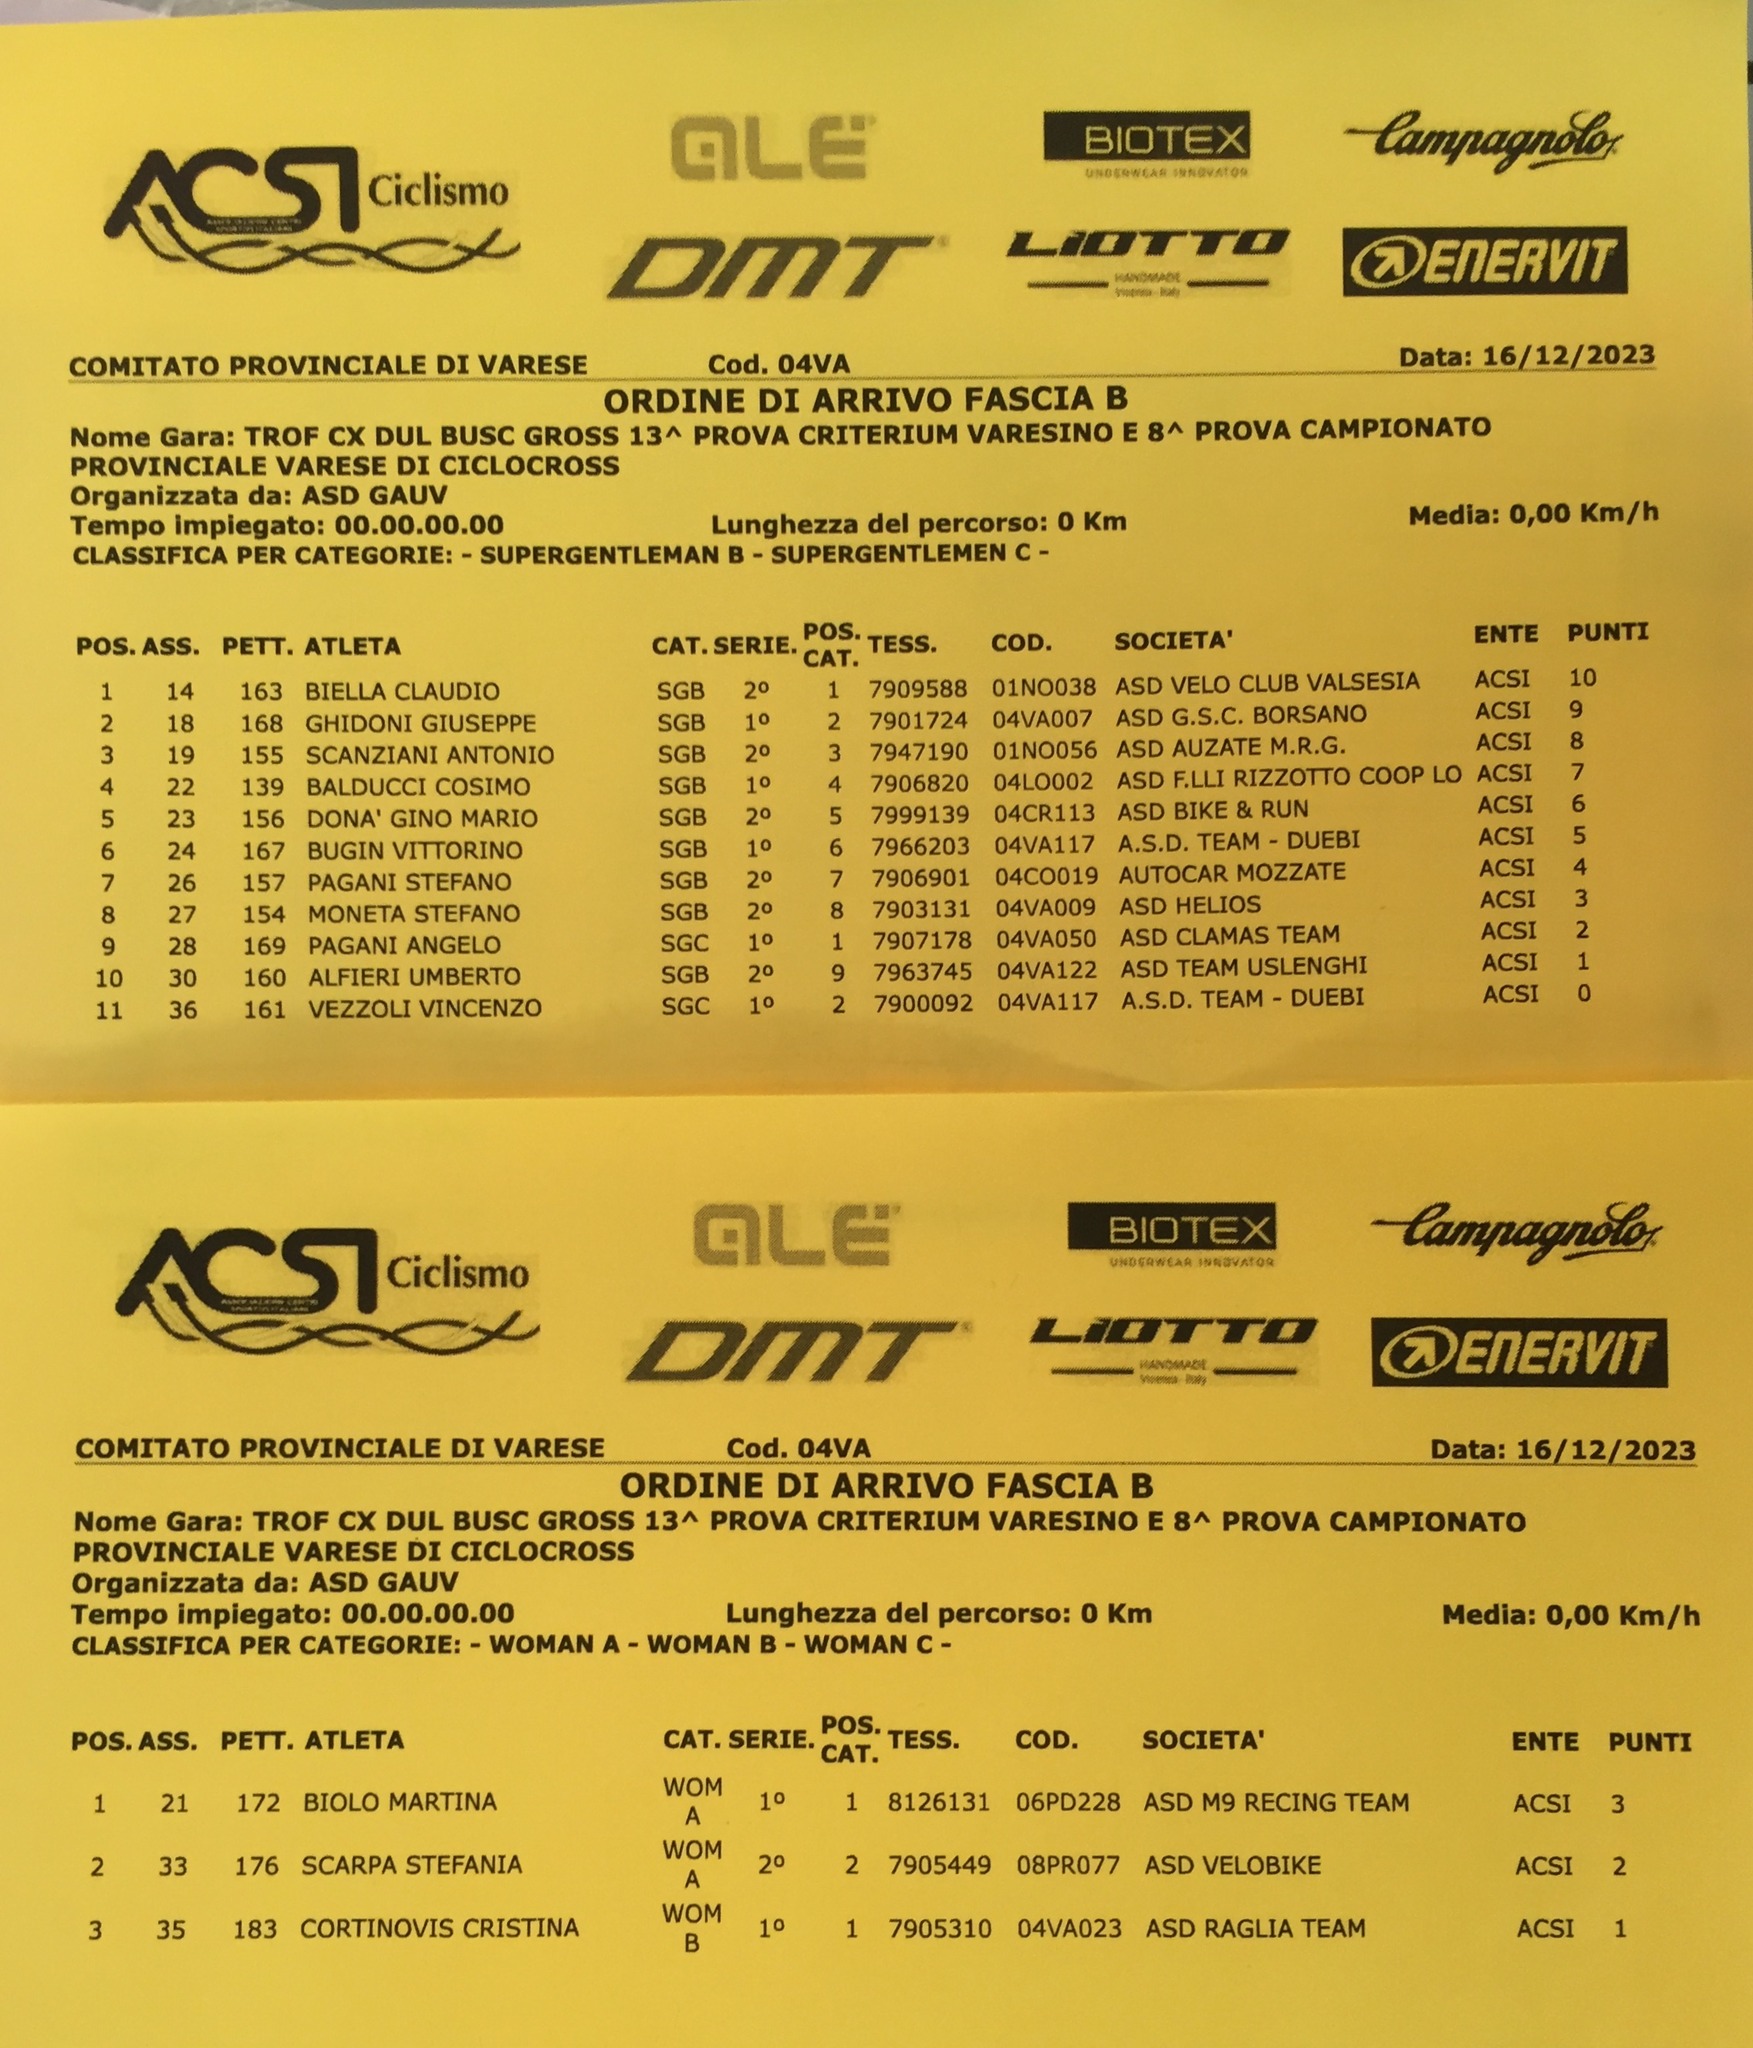 ACSI Ciclismo
ALÉ
BIOTEX
UNDERWEAR INNOVATOR
Campagnolo
DMT
LIOTTO
HANDMADE
Vicenza - Italy
ENERVIT
COMITATO PROVINCIALE DI VARESE Cod. 04VA Data: 16/12/2023
ORDINE DI ARRIVO FASCIA B
Nome Gara: TROF CX DUL BUSC GROSS 13^ PROVA CRITERIUM VARESINO E 8^ PROVA CAMPIONATO
PROVINCIALE VARESE DI CICLOCROSS
Organizzata da: ASD GAUV
Tempo impiegato: 00.00.00.00 Lunghezza del percorso: 0 Km Media: 0,00 Km/h
CLASSIFICA PER CATEGORIE: - SUPERGENTLEMAN B - SUPERGENTLEMEN C -
POS. ASS. PETT. ATLETA CAT. SERIE. POS. CAT. TESS. COD. SOCIETA' ENTE PUNTI
1 14 163 BIELLA CLAUDIO SGB 2º 1 7909588 01NO038 ASD VELO CLUB VALSESIA ACSI 10
2 18 168 GHIDONI GIUSEPPE SGB 1º 2 7901724 04VA007 ASD G.S.C. BORSANO ACSI 9
3 19 155 SCANZIANI ANTONIO SGB 2º 3 7947190 01NO056 ASD AUZATE M.R.G. ACSI 8
4 22 139 BALDUCCI COSIMO SGB 1º 4 7906820 04LO002 ASD F.LLI RIZZOTTO COOP LO ACSI 7
5 23 156 DONA' GINO MARIO SGB 2º 5 7999139 04CR113 ASD BIKE & RUN ACSI 6
6 24 167 BUGIN VITTORINO SGB 1º 6 7966203 04VA117 A.S.D. TEAM - DUEBI ACSI 5
7 26 157 PAGANI STEFANO SGB 2º 7 7906901 04CO019 AUTOCAR MOZZATE ACSI 4
8 27 154 MONETA STEFANO SGB 2º 8 7903131 04VA009 ASD HELIOS ACSI 3
9 28 169 PAGANI ANGELO SGC 1º 1 7907178 04VA050 ASD CLAMAS TEAM ACSI 2
10 30 160 ALFIERI UMBERTO SGB 2º 9 7963745 04VA122 ASD TEAM USLENGHI ACSI 1
11 36 161 VEZZOLI VINCENZO SGC 1º 2 7900092 04VA117 A.S.D. TEAM - DUEBI ACSI 0
ACSI Ciclismo
ALÉ
BIOTEX
UNDERWEAR INNOVATOR
Campagnolo
DMT
LIOTTO
HANDMADE
Vicenza - Italy
ENERVIT
COMITATO PROVINCIALE DI VARESE Cod. 04VA Data: 16/12/2023
ORDINE DI ARRIVO FASCIA B
Nome Gara: TROF CX DUL BUSC GROSS 13^ PROVA CRITERIUM VARESINO E 8^ PROVA CAMPIONATO
PROVINCIALE VARESE DI CICLOCROSS
Organizzata da: ASD GAUV
Tempo impiegato: 00.00.00.00 Lunghezza del percorso: 0 Km Media: 0,00 Km/h
CLASSIFICA PER CATEGORIE: - WOMAN A - WOMAN B - WOMAN C -
POS. ASS. PETT. ATLETA CAT. SERIE. POS. CAT. TESS. COD. SOCIETA' ENTE PUNTI
1 21 172 BIOLO MARTINA WOM A 1º 1 8126131 06PD228 ASD M9 RECING TEAM ACSI 3
2 33 176 SCARPA STEFANIA WOM A 2º 2 7905449 08PR077 ASD VELOBIKE ACSI 2
3 35 183 CORTINOVIS CRISTINA WOM B 1º 1 7905310 04VA023 ASD RAGLIA TEAM ACSI 1